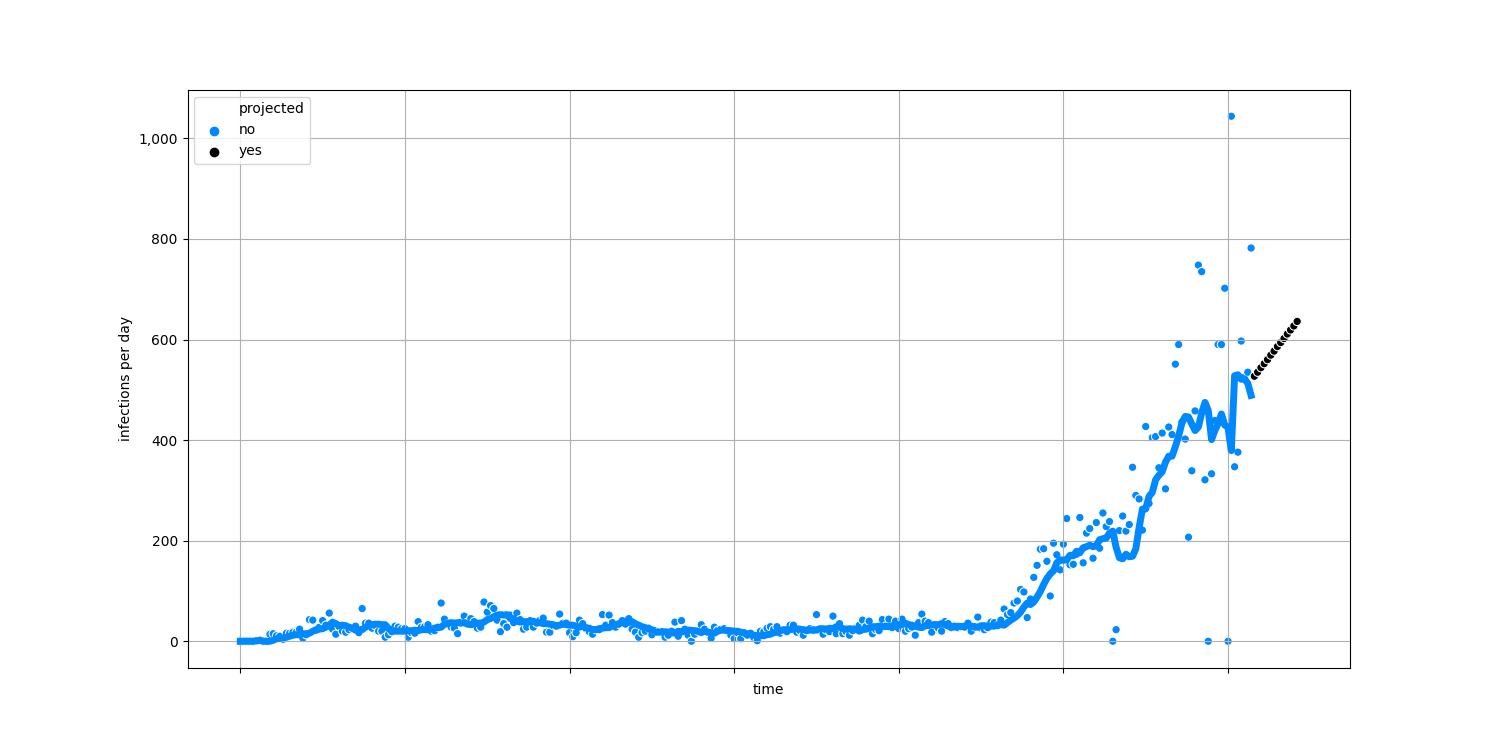 projected
no
yes
1,000
800
600
400
200
0
infections per day
time